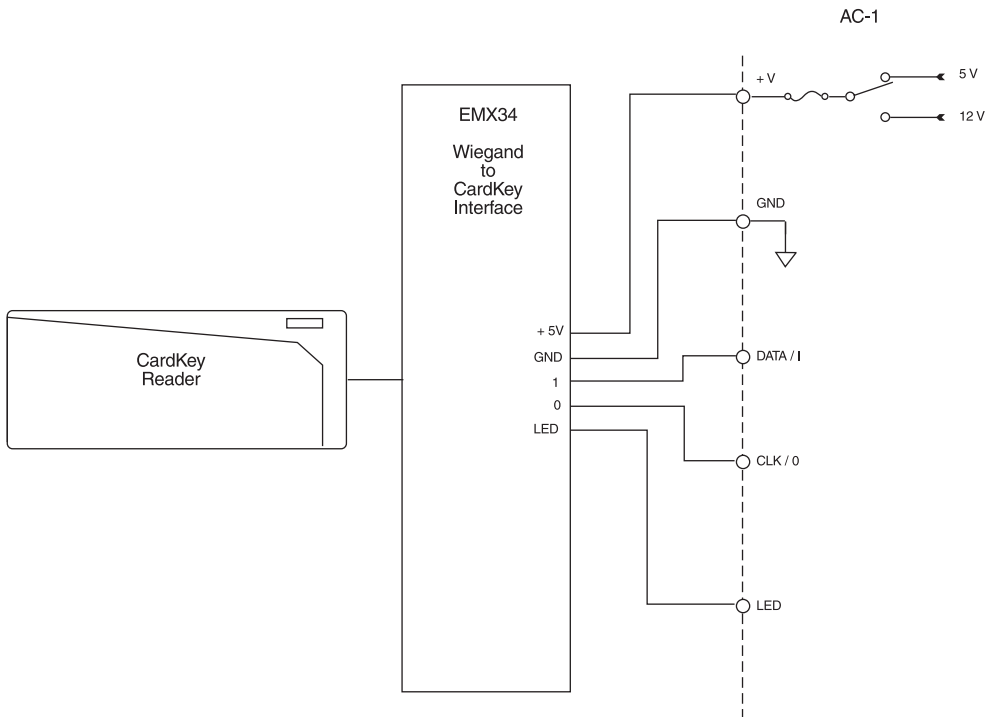 AC-1
+ V
5 V
12 V
EMX34
Wiegand
to
CardKey
Interface
GND
CardKey
Reader
+ 5V
GND
1
0
LED
DATA / I
CLK / 0
LED